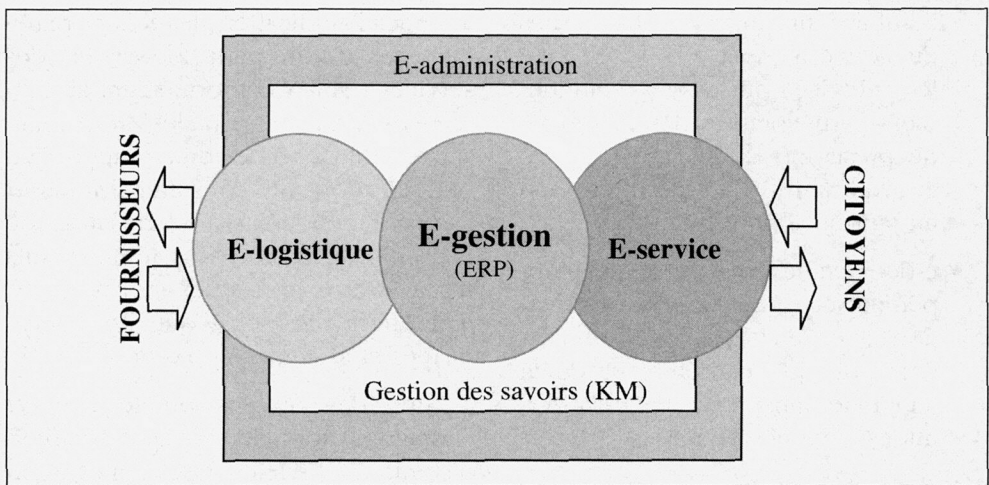 E-administration
FOURNISSEURS
E-logistique
E-gestion
(ERP)
E-service
CITOYENS
Gestion des savoirs (KM)